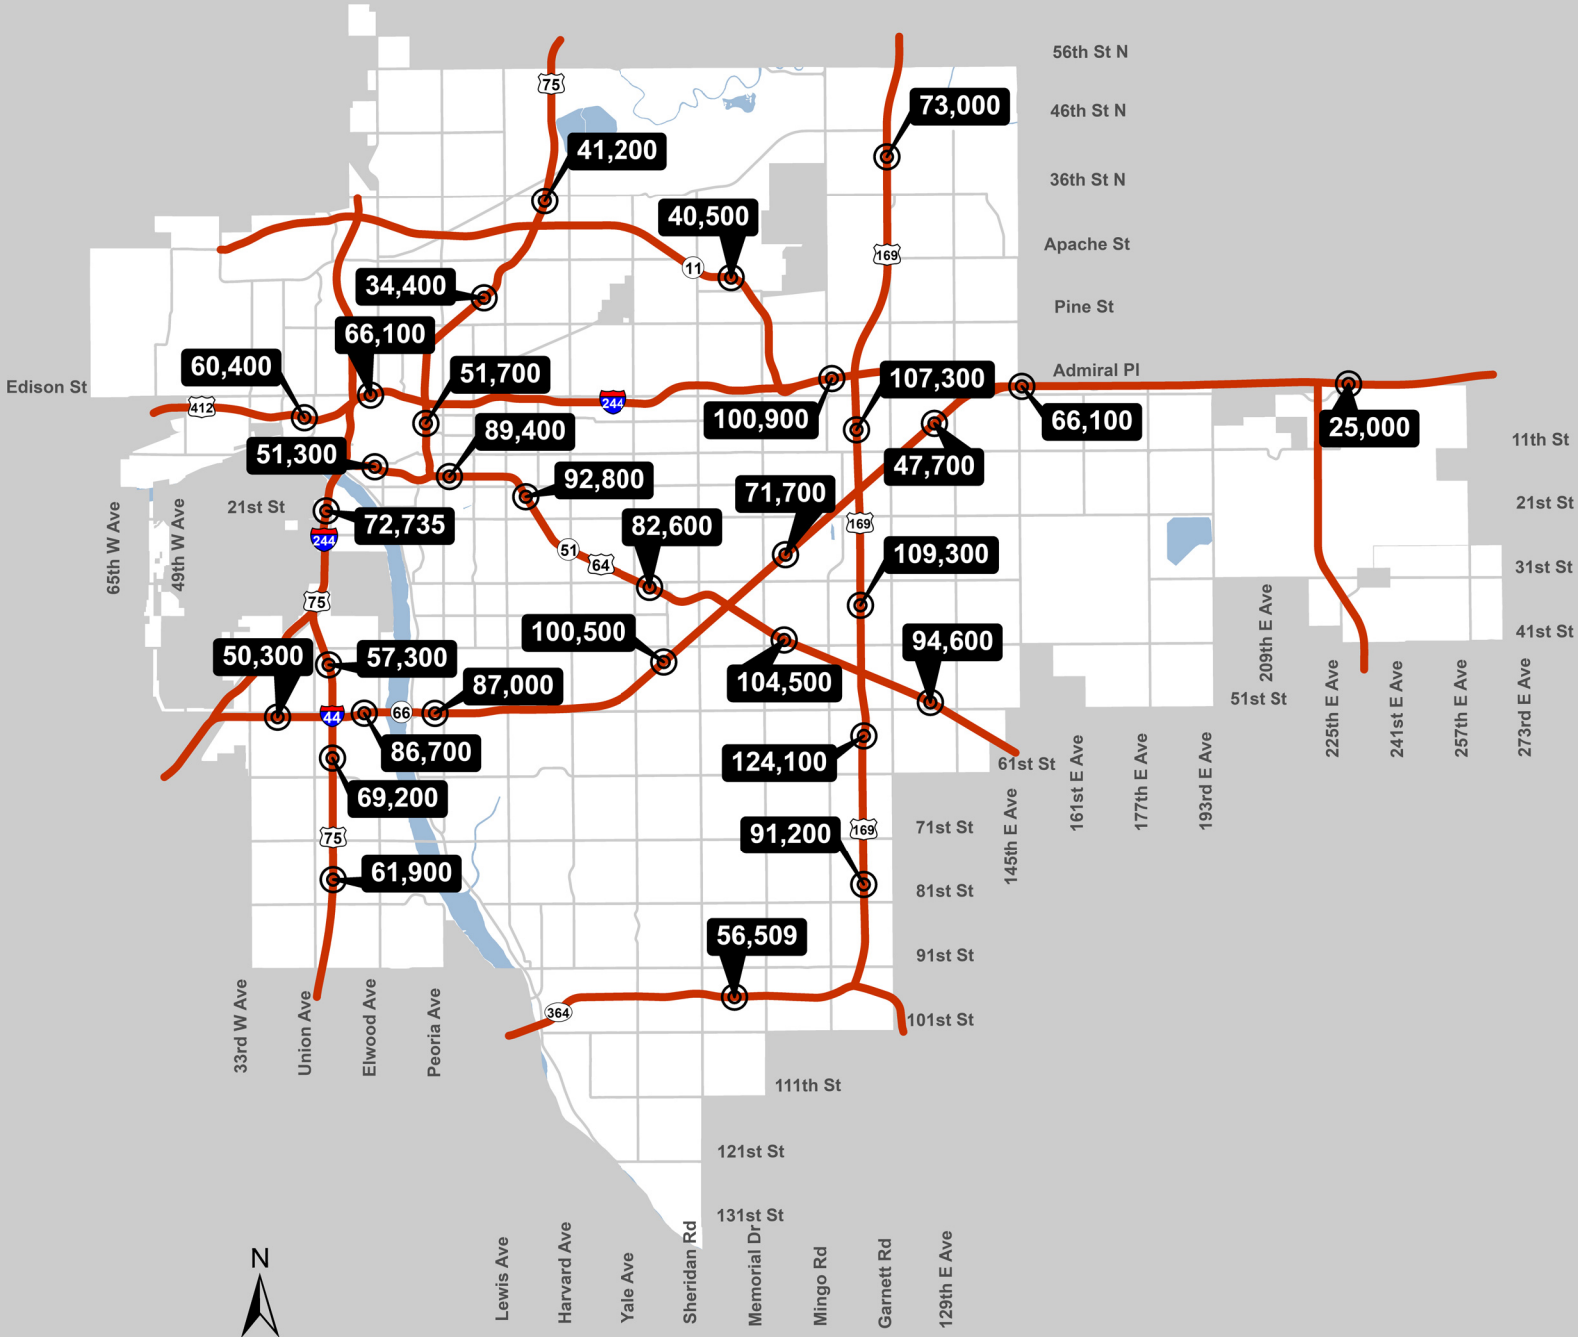 56th St N
75
73,000
46th St N
41,200
36th St N
40,500
Apache St
169
11
34,400
Pine St
66,100
60,400
51,700
Admiral Pl
107,300
Edison St
412
244
100,900
66,100
25,000
89,400
11th St
51,300
47,700
92,800
71,700
21st St
21st St
72,735
82,600
169
244
51
64
109,300
31st St
65th W Ave
49th W Ave
75
100,500
94,600
209th E Ave
41st St
50,300
57,300
104,500
87,000
51st St
44
66
225th E Ave
241st E Ave
257th E Ave
273rd E Ave
86,700
124,100
61st St
69,200
145th E Ave
161st E Ave
177th E Ave
193rd E Ave
75
91,200
169
71st St
61,900
81st St
56,509
91st St
364
101st St
33rd W Ave
Union Ave
Elwood Ave
Peoria Ave
111th St
121st St
131st St
N
Lewis Ave
Harvard Ave
Yale Ave
Sheridan Rd
Memorial Dr
Mingo Rd
Garnett Rd
129th E Ave